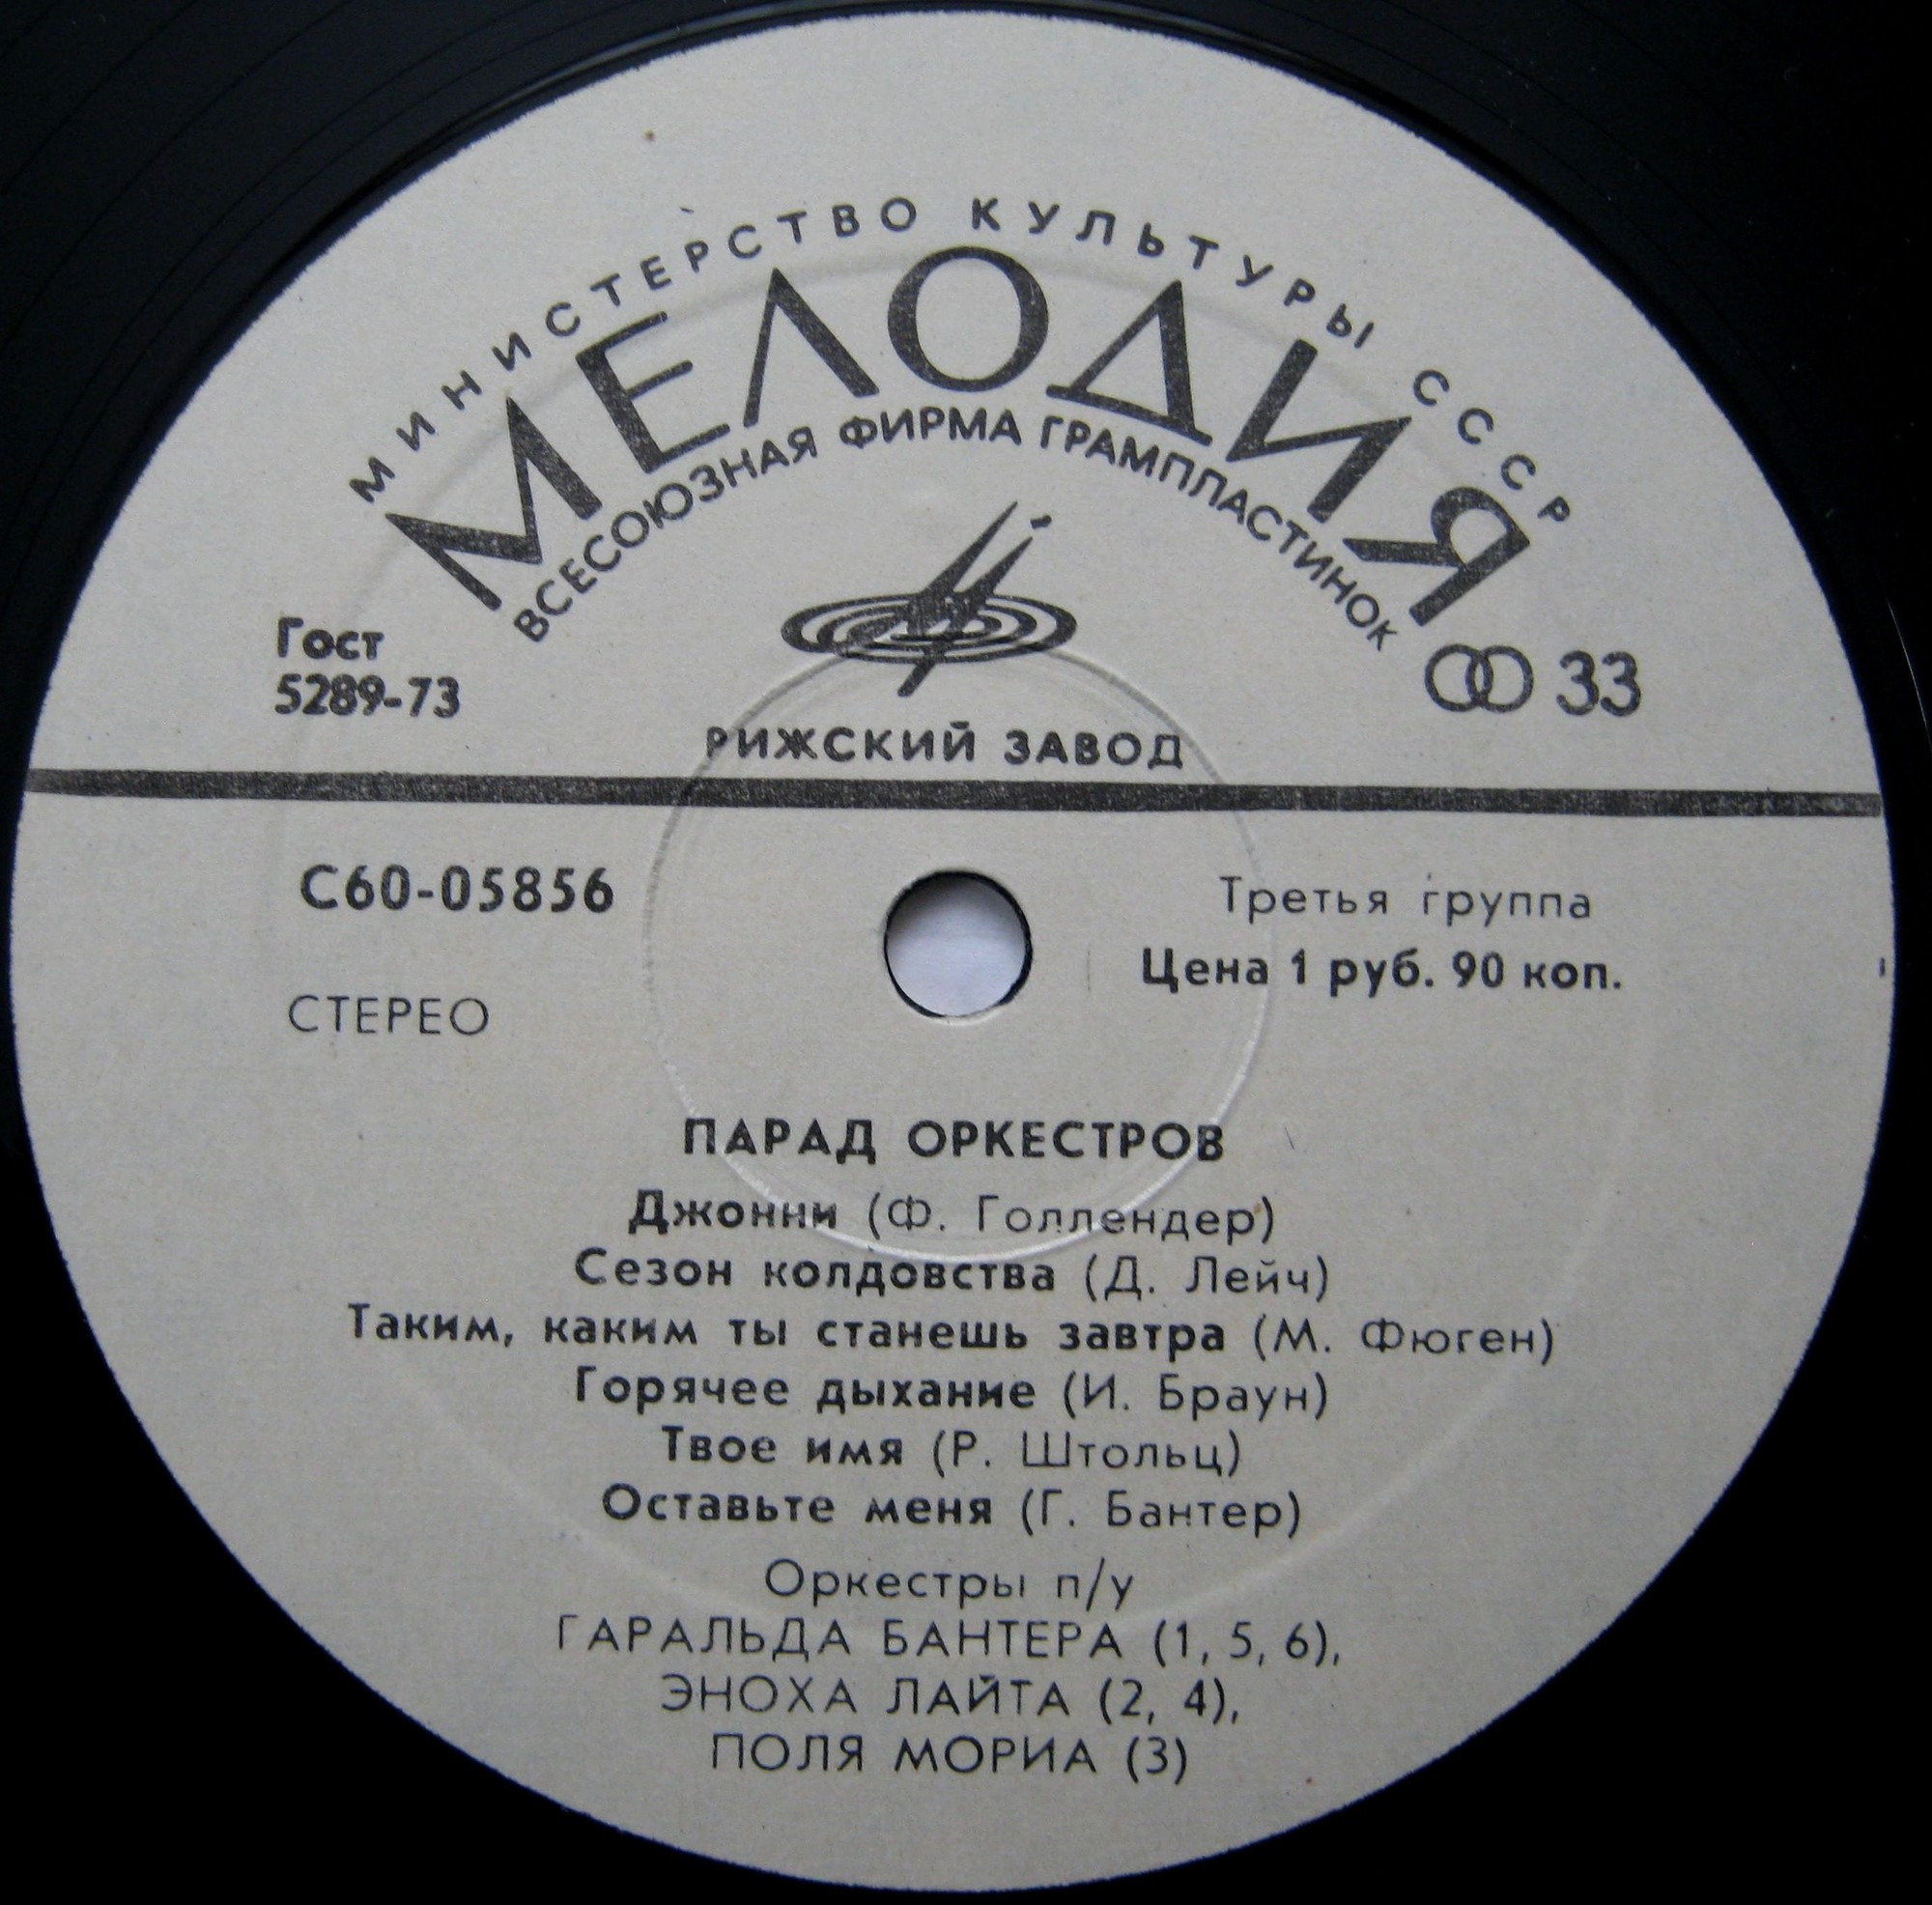 МИНИСТЕРСТВО КУЛЬТУРЫ СССР
МЕЛОДИЯ
ВСЕСОЮЗНАЯ ФИРМА ГРАМПЛАСТИНОК
Гост
5289-73
33
РИЖСКИЙ ЗАВОД
С60-05856
Третья группа
Цена 1 руб. 90 коп.
СТЕРЕО
ПАРАД ОРКЕСТРОВ
Джонни (Ф. Голлендер)
Сезон колдовства (Д. Лейч)
Таким, каким ты станешь завтра (М. Фюген)
Горячее дыхание (И. Браун)
Твое имя (Р. Штольц)
Оставьте меня (Г. Бантер)
Оркестры п/у
ГАРАЛЬДА БАНТЕРА (1, 5, 6),
ЭНОХА ЛАЙТА (2, 4),
ПОЛЯ МОРИА (3)